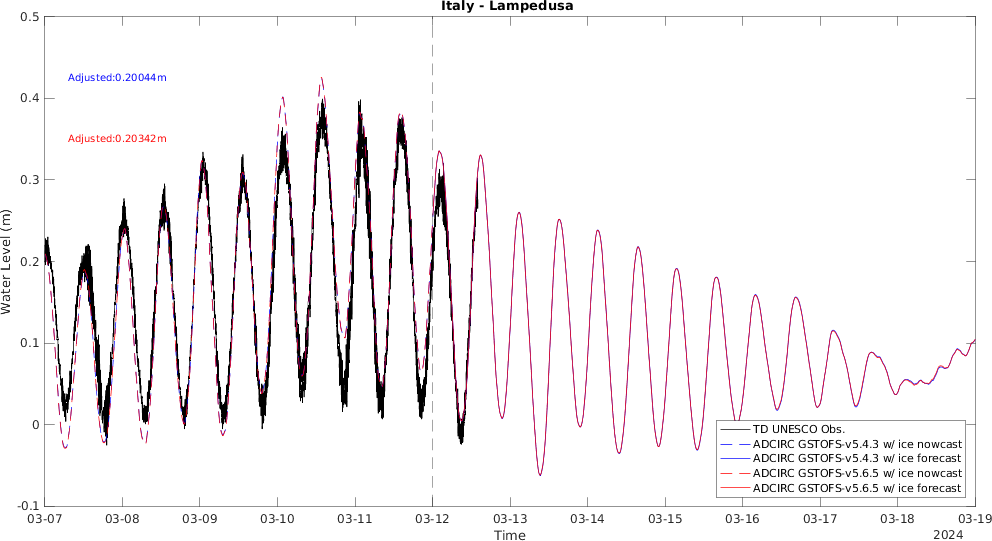 Italy - Lampedusa
0.5
Adjusted:0.20044m
0.4
Adjusted:0.20342m
0.3
0.2
Water Level (m)
0.1
0
TD UNESCO Obs.
ADCIRC GSTOFS-v5.4.3 w/ ice nowcast
ADCIRC GSTOFS-v5.4.3 w/ ice forecast
ADCIRC GSTOFS-v5.6.5 w/ ice nowcast
ADCIRC GSTOFS-v5.6.5 w/ ice forecast
-0.1
03-07 03-08 03-09 03-10 03-11 03-12 03-13 03-14 03-15 03-16 03-17 03-18 03-19
Time
2024